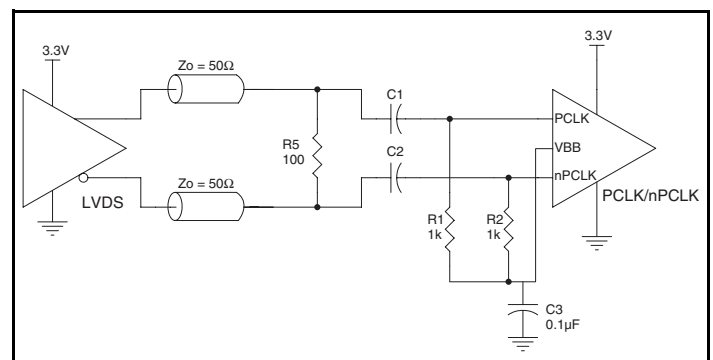 3.3V
3.3V
Zo = 50Ω
C1
PCLK
R5
100
C2
VBB
nPCLK
Zo = 50Ω
LVDS
PCLK/nPCLK
R1
1k
R2
1k
C3
0.1µF